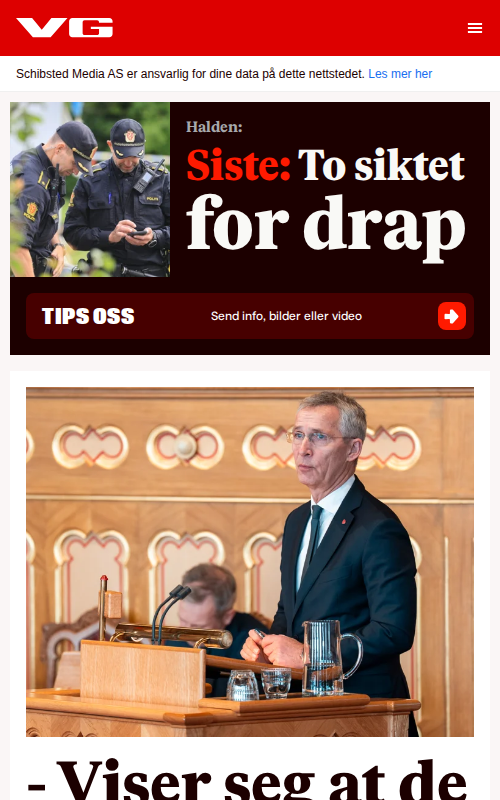 VG
Schibsted Media AS er ansvarlig for dine data på dette nettstedet. Les mer her
Halden:
Siste: To siktet
for drap
TIPS OSS
Send info, bilder eller video
- Viser seg at de